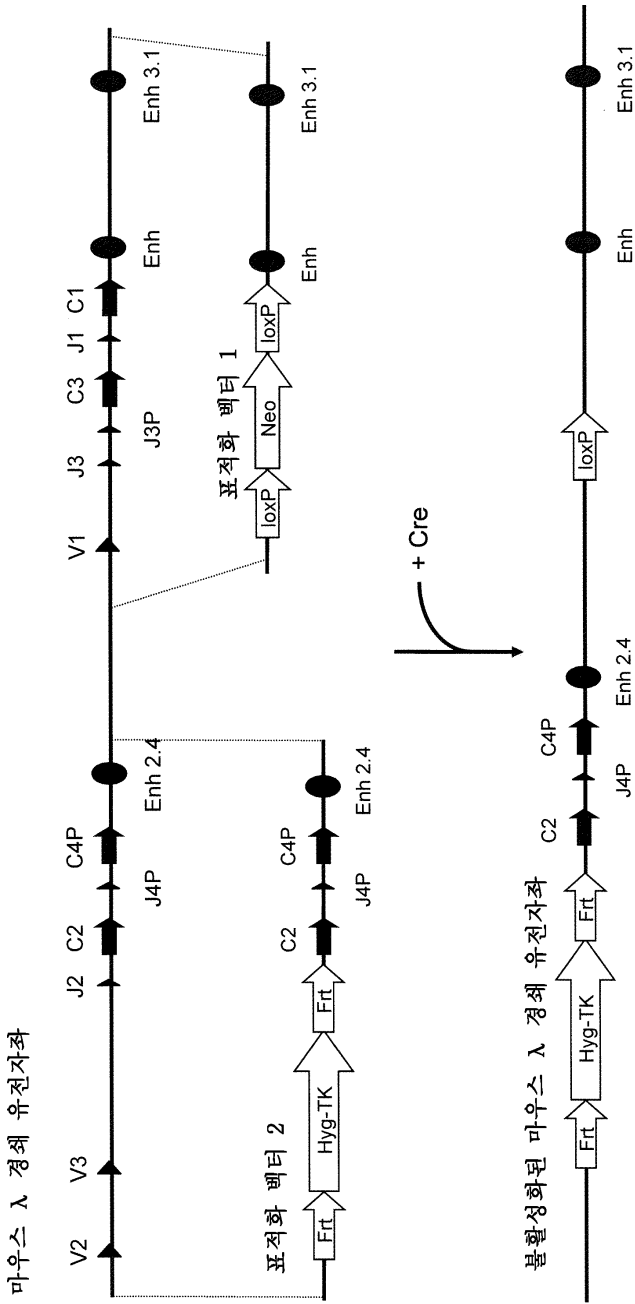 마우스 λ 경쇄 유전자좌
V2 V3 J2 C2 J4P C4P Enh 2.4 V1 J3 J3P C3 J1 C1 Enh Enh 3.1
표적화 벡터 1
loxP Neo loxP Enh Enh 3.1
표적화 벡터 2
Frt Hyg-TK Frt C2 J4P C4P Enh 2.4
+ Cre
불활성화된 마우스 λ 경쇄 유전자좌
Frt Hyg-TK Frt C2 J4P C4P Enh 2.4 loxP Enh Enh 3.1